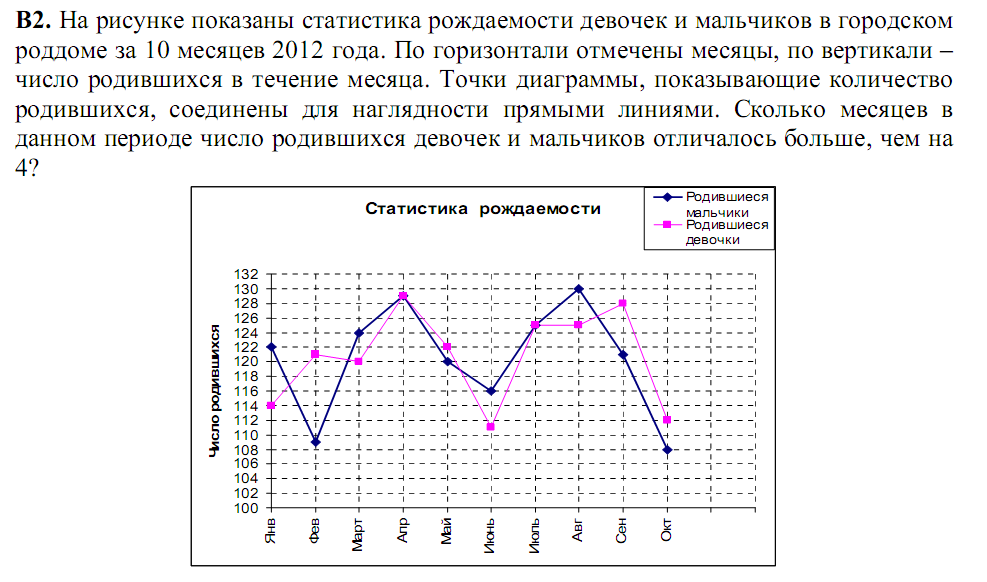 В2. На рисунке показаны статистика рождаемости девочек и мальчиков в городском
роддоме за 10 месяцев 2012 года. По горизонтали отмечены месяцы, по вертикали –
число родившихся в течение месяца. Точки диаграммы, показывающие количество
родившихся, соединены для наглядности прямыми линиями. Сколько месяцев в
данном периоде число родившихся девочек и мальчиков отличалось больше, чем на
4?
Статистика рождаемости
Родившиеся
мальчики
Родившиеся
девочки
Число родившихся
132
130
128
126
124
122
120
118
116
114
112
110
108
106
104
102
100
Янв
Фев
Март
Апр
Май
Июнь
Июль
Авг
Сен
Окт